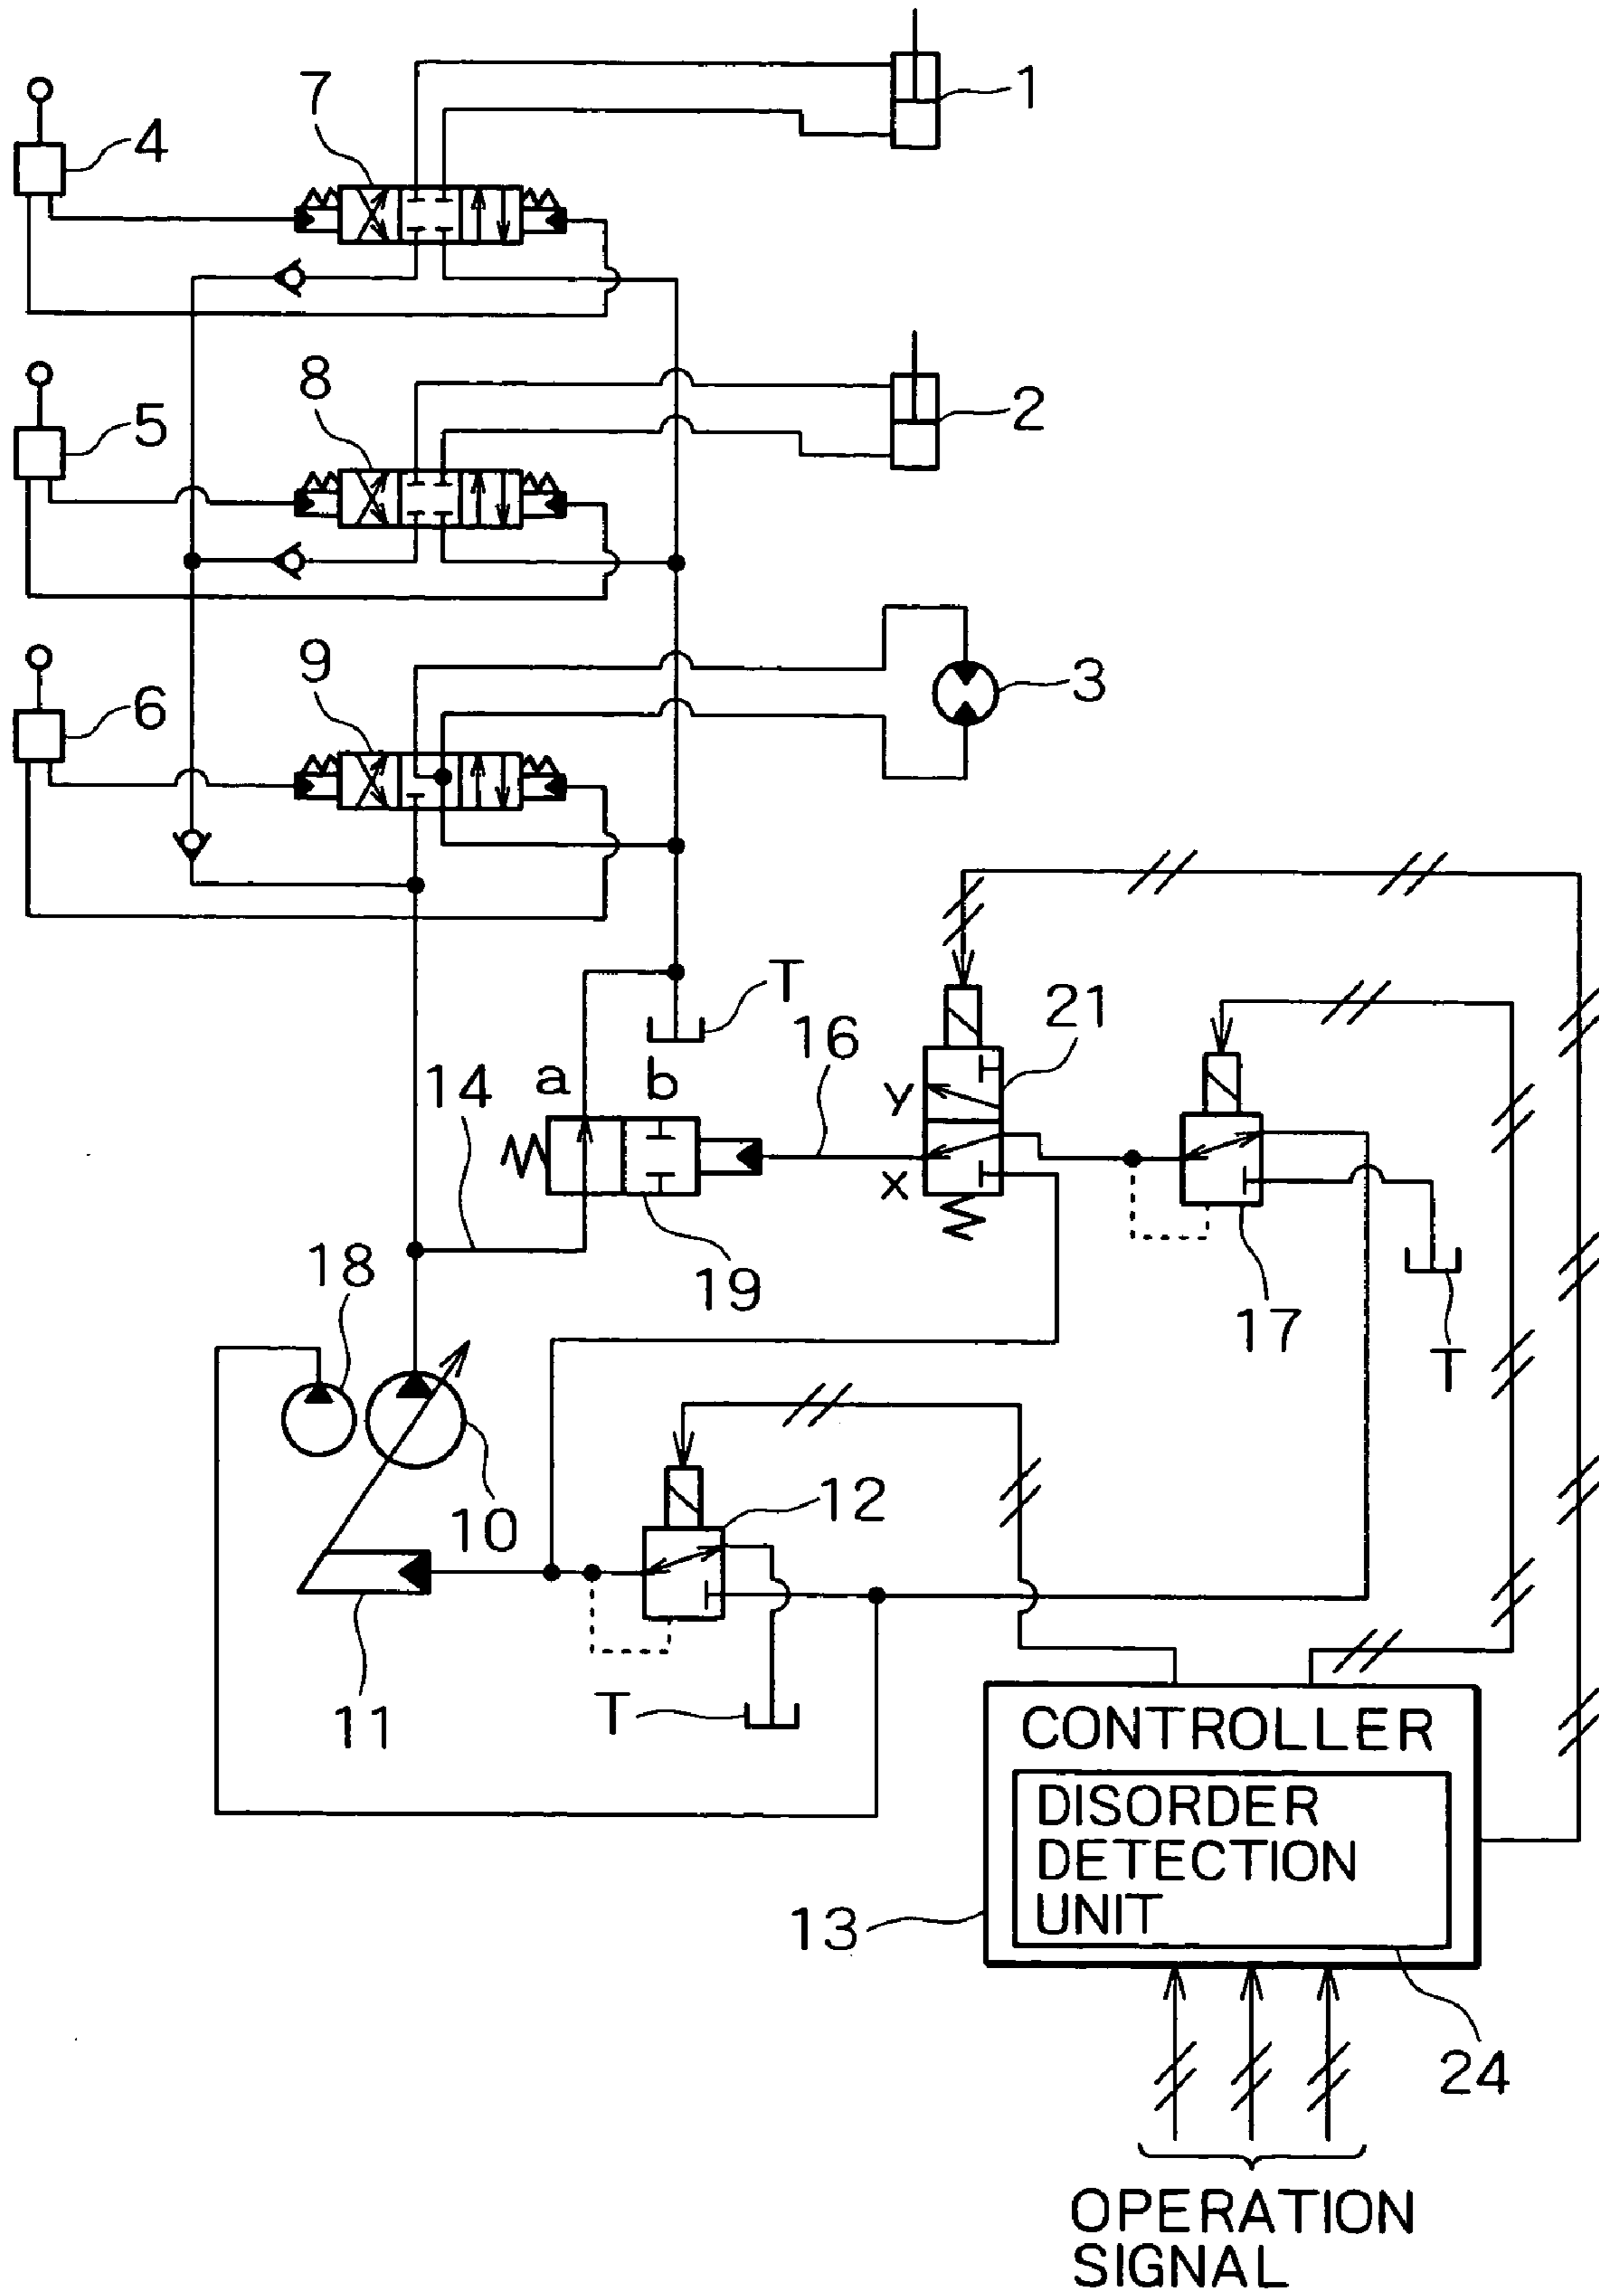 1
7
4
8
2
5
9
3
6
T
21
16
a
b
14
y
x
18
19
17
T
12
10
11
T
CONTROLLER
DISORDER
DETECTION
UNIT
13
24
OPERATION
SIGNAL